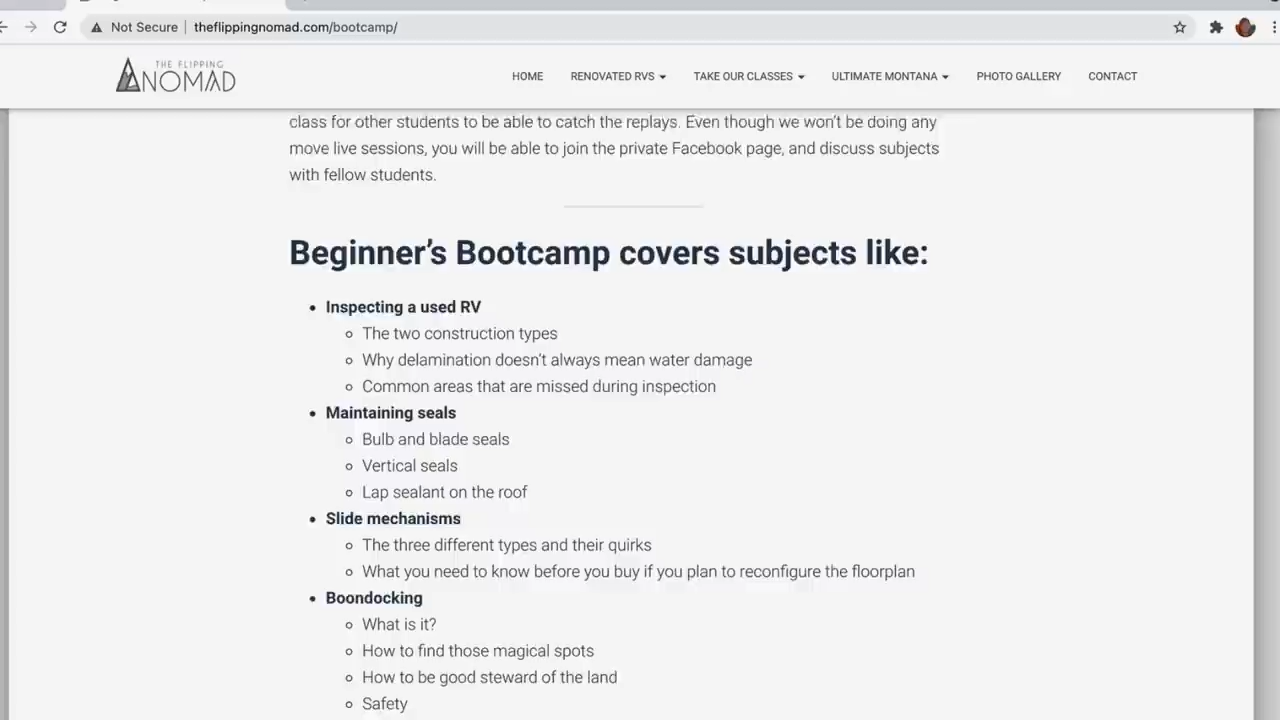 Not Secure | theflippingnomad.com/bootcamp/
THE FLIPPING
NOMAD
HOME RENOVATED RVS TAKE OUR CLASSES ULTIMATE MONTANA PHOTO GALLERY CONTACT
class for other students to be able to catch the replays. Even though we won't be doing any
move live sessions, you will be able to join the private Facebook page, and discuss subjects
with fellow students.
Beginner's Bootcamp covers subjects like:
• Inspecting a used RV
◦ The two construction types
◦ Why delamination doesn't always mean water damage
◦ Common areas that are missed during inspection
• Maintaining seals
◦ Bulb and blade seals
◦ Vertical seals
◦ Lap sealant on the roof
• Slide mechanisms
◦ The three different types and their quirks
◦ What you need to know before you buy if you plan to reconfigure the floorplan
• Boondocking
◦ What is it?
◦ How to find those magical spots
◦ How to be good steward of the land
◦ Safety